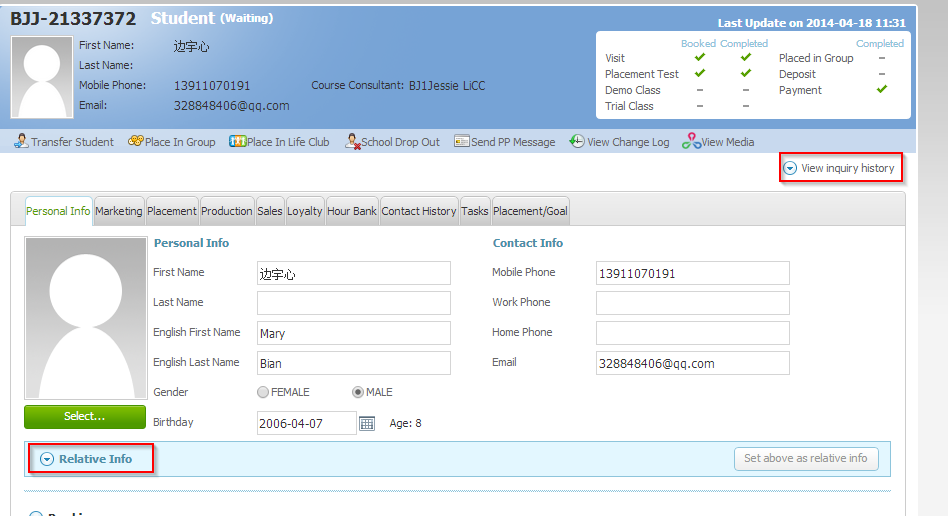 BJJ-21337372 Student (Waiting)
Last Update on 2014-04-18 11:31
First Name: 边宇心
Last Name:
Mobile Phone: 13911070191 Course Consultant: BJ1Jessie LiCC
Email: 328848406@qq.com
Booked Completed Completed
Visit Placed in Group –
Placement Test Deposit –
Demo Class – – Payment
Trial Class – –
Transfer Student Place In Group Place In Life Club School Drop Out Send PP Message View Change Log View Media
View inquiry history
Personal Info Marketing Placement Production Sales Loyalty Hour Bank Contact History Tasks Placement/Goal
Personal Info Contact Info
First Name 边宇心 Mobile Phone 13911070191
Last Name Work Phone
English First Name Mary Home Phone
English Last Name Bian Email 328848406@qq.com
Gender FEMALE MALE
Select...
Birthday 2006-04-07 Age: 8
Relative Info Set above as relative info